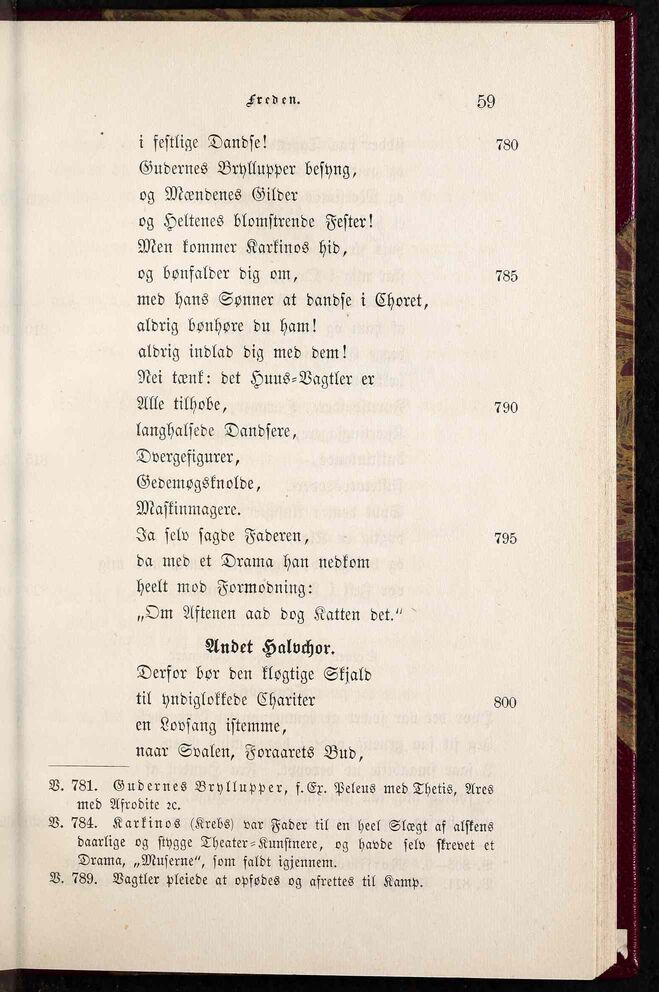 Freden. 59
i festlige Dandse! 780
Gudernes Bryllupper besyng,
og Mændenes Gilder
og Heltenes blomstrende Fester!
Men kommer Karkinos hid,
og bønfalder dig om, 785
med hans Sønner at dandse i Choret,
aldrig bønhøre du ham!
aldrig indlad dig med dem!
Nei tænk: det Huus-Vagtler er
Alle tilhobe, 790
langhalsede Dandsere,
Dvergefigurer,
Gedemøgsknolde,
Maskinmagere.
Ja selv sagde Faderen, 795
da med et Drama han nedkom
heelt mod Formodning:
„Om Aftenen aad dog Katten det."
Andet Halvchor.
Derfor bør den kløgtige Skjald
til yndiglokkede Chariter 800
en Lovsang istemme,
naar Svalen, Foraarets Bud,
V. 781. Gudernes Bryllupper, f. Ex. Peleus med Thetis, Ares
med Afrodite ꝛc.
V. 784. Karkinos (Krebs) var Fader til en heel Slægt af alskens
daarlige og stygge Theater-Kunstnere, og havde selv skrevet et
Drama, „Muserne", som faldt igjennem.
V. 789. Vagtler pleiede at opfødes og afrettes til Kamp.